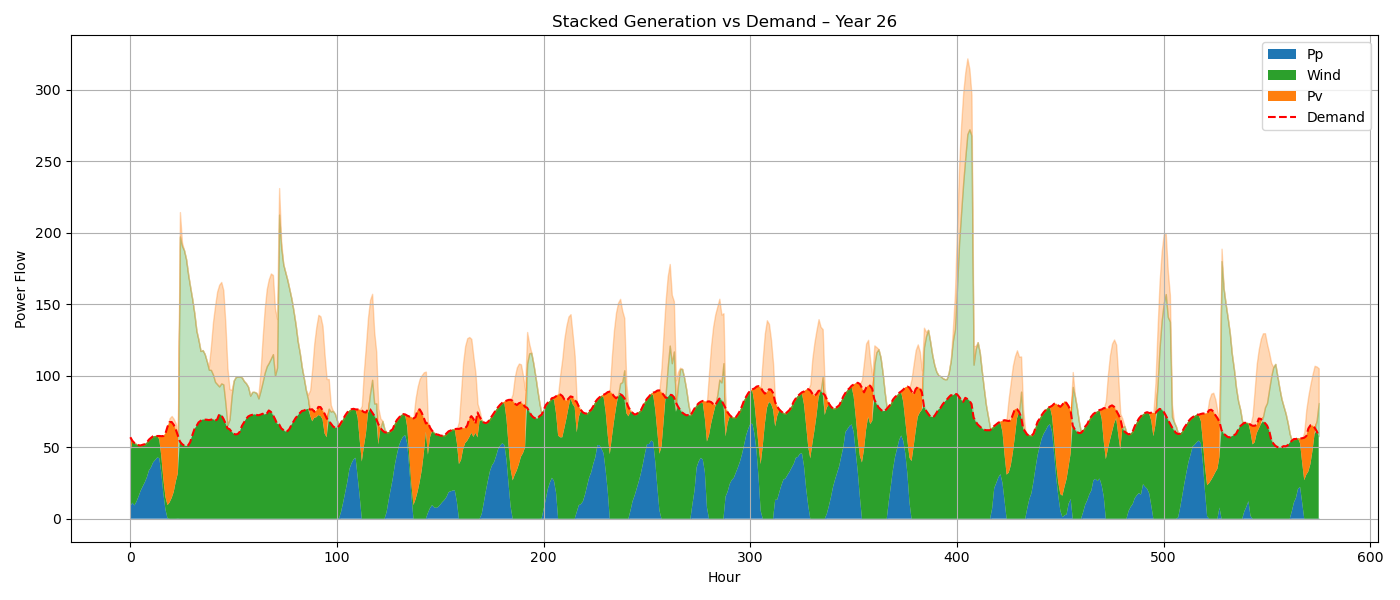 Stacked Generation vs Demand – Year 26
Power Flow
300
250
200
150
100
50
0
Pp
Wind
Pv
Demand
0 100 200 300 400 500 600
Hour